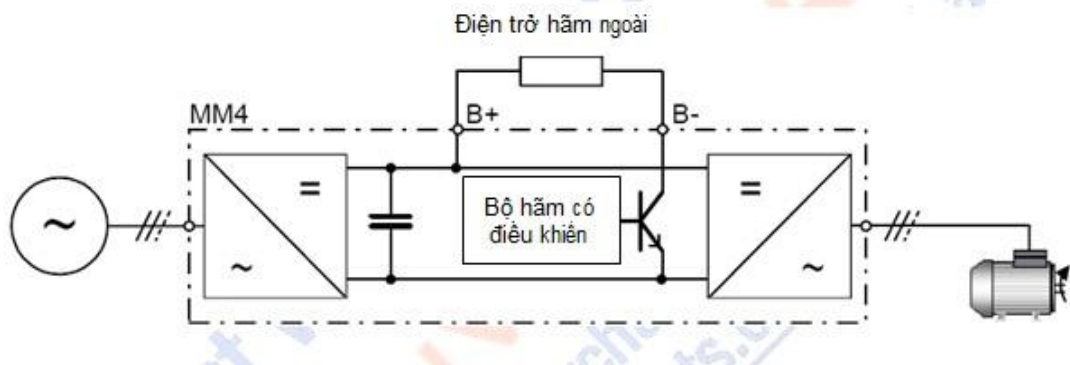 Điện trở hãm ngoài
MM4
B+
B-
=
~
~
Bộ hãm có
điều khiển
=
~